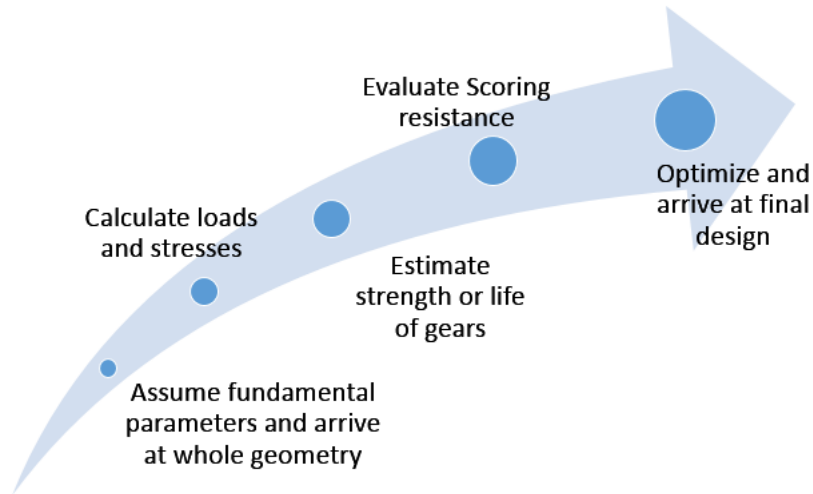 Evaluate Scoring
resistance
Optimize and
arrive at final
design
Calculate loads
and stresses
Estimate
strength or life
of gears
Assume fundamental
parameters and arrive
at whole geometry